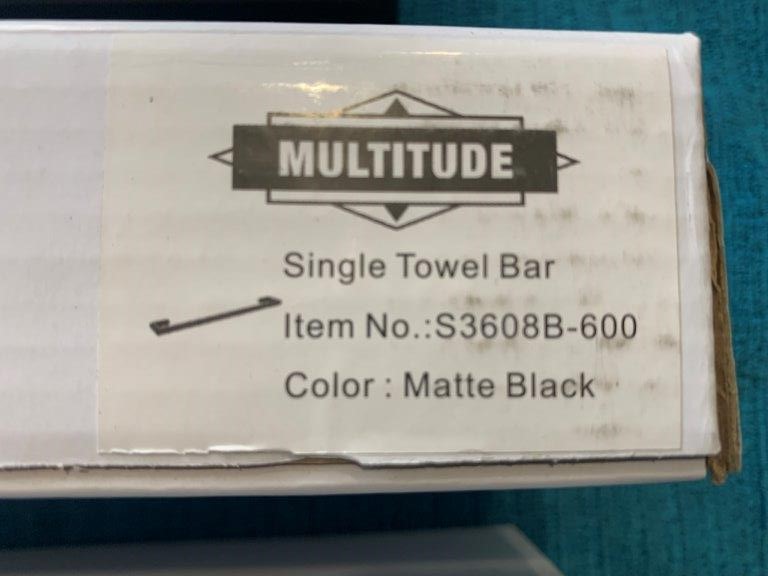 MULTITUDE
Single Towel Bar
Item No.:S3608B-600
Color : Matte Black